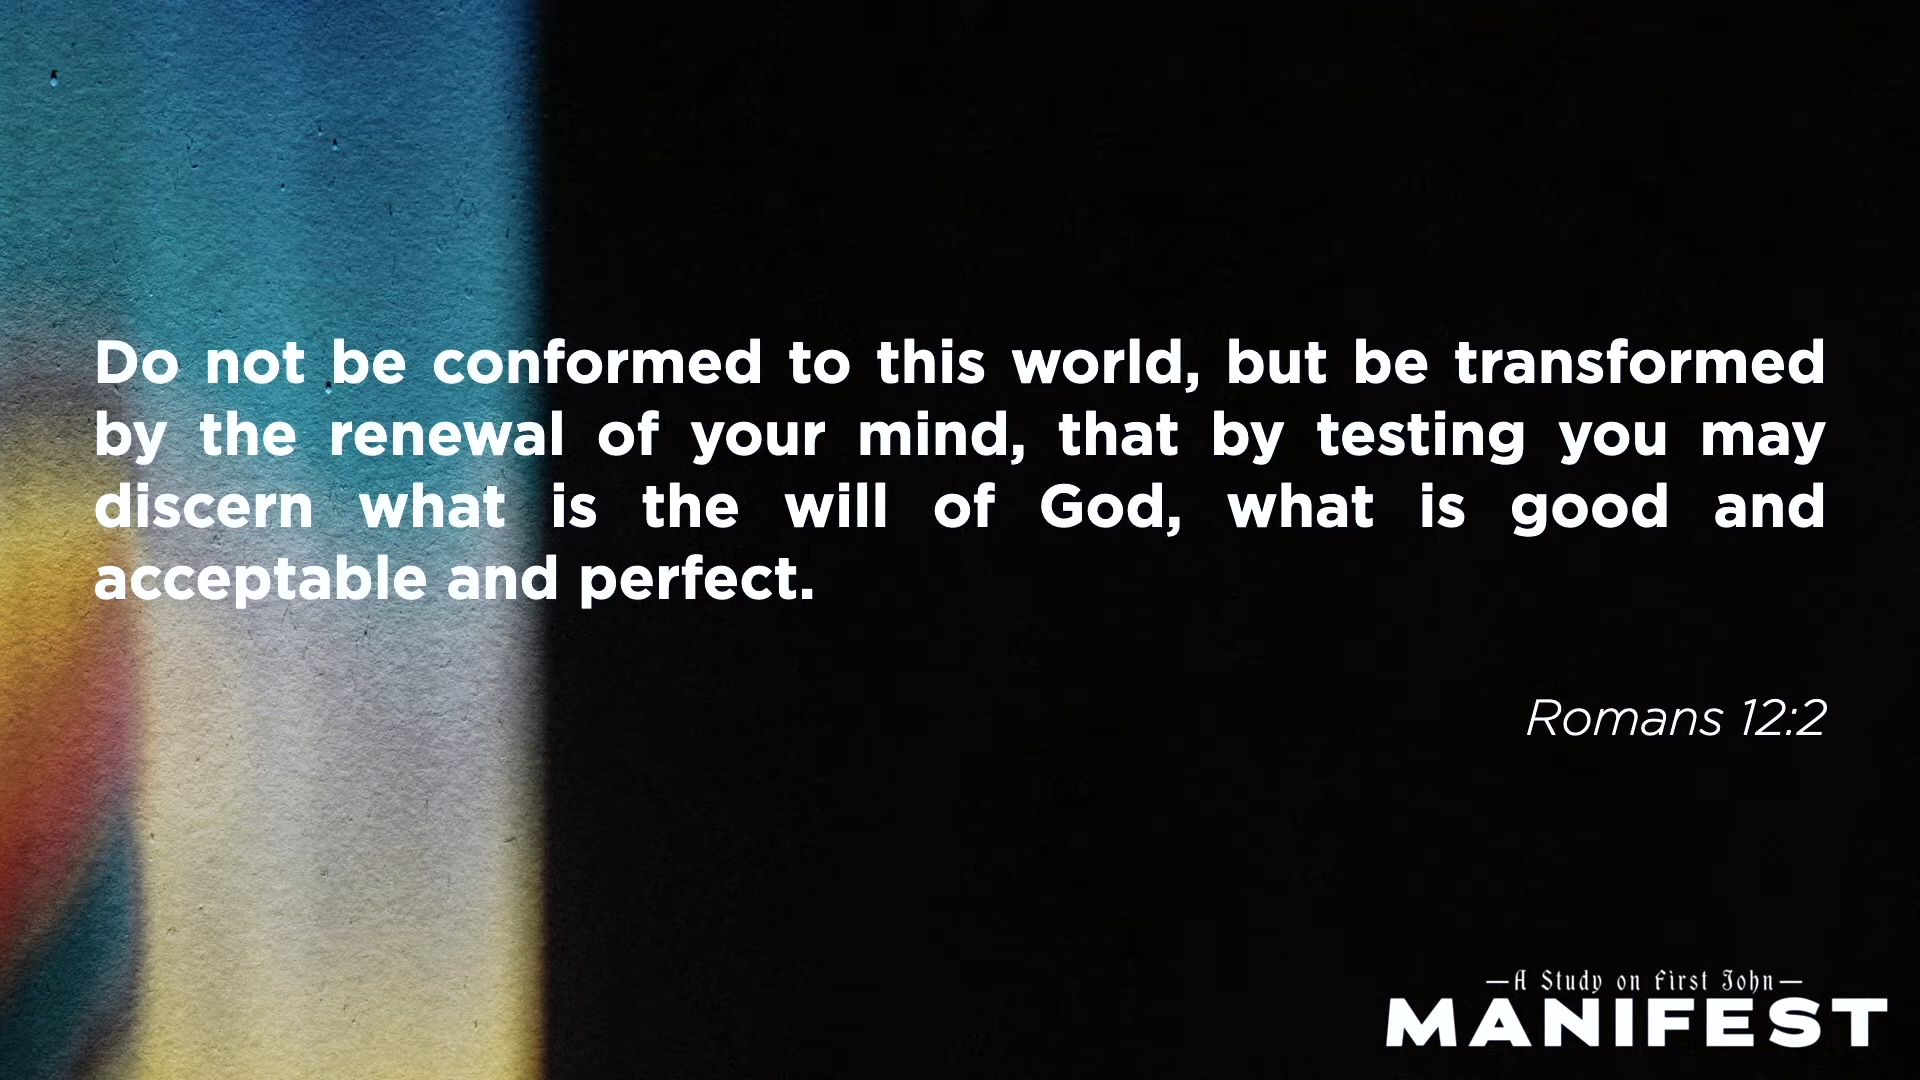 Do not be conformed to this world, but be transformed
by the renewal of your mind, that by testing you may
discern what is the will of God, what is good and
acceptable and perfect.
Romans 12:2
—A Study on First John—
MANIFEST